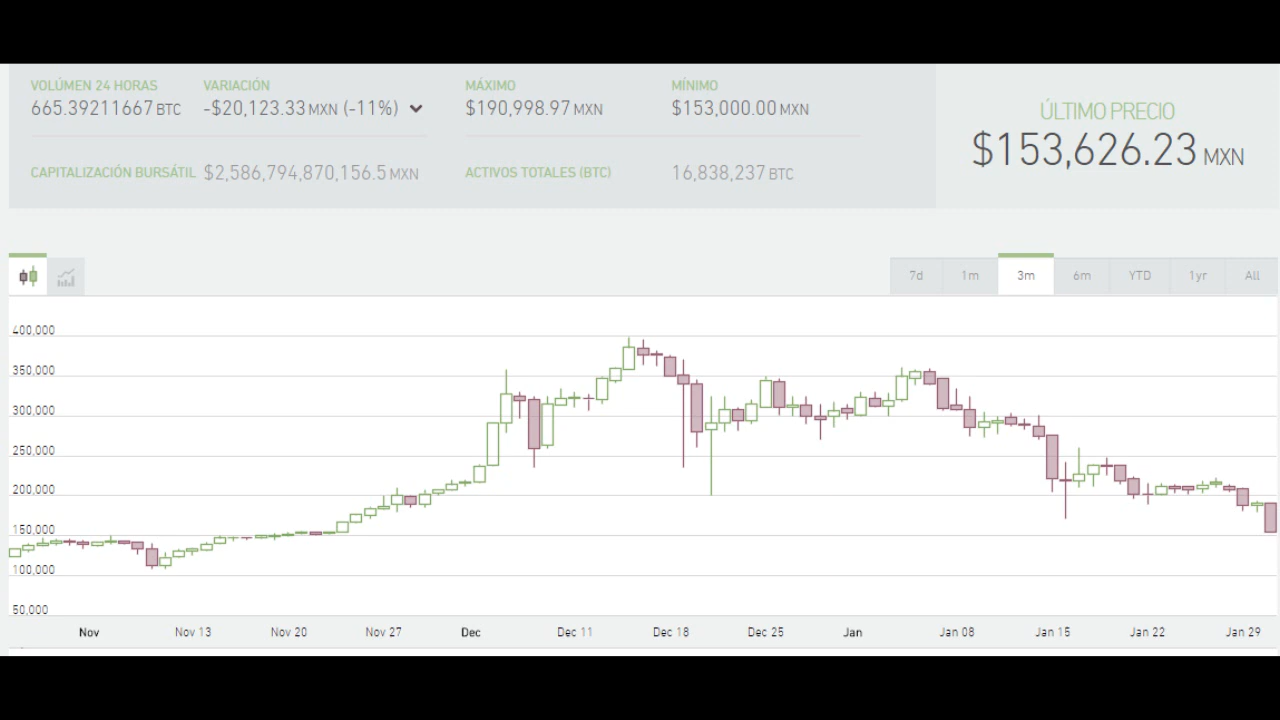 VOLÚMEN 24 HORAS VARIACIÓN MÁXIMO MÍNIMO
665.39211667 BTC -$20,123.33 MXN (-11%) $190,998.97 MXN $153,000.00 MXN
ÚLTIMO PRECIO
$153,626.23 MXN
CAPITALIZACIÓN BURSÁTIL $2,586,794,870,156.5 MXN ACTIVOS TOTALES (BTC) 16,838,237 BTC
7d 1m 3m 6m YTD 1yr All
400,000
350,000
300,000
250,000
200,000
150,000
100,000
50,000
Nov Nov 13 Nov 20 Nov 27 Dec Dec 11 Dec 18 Dec 25 Jan Jan 08 Jan 15 Jan 22 Jan 29